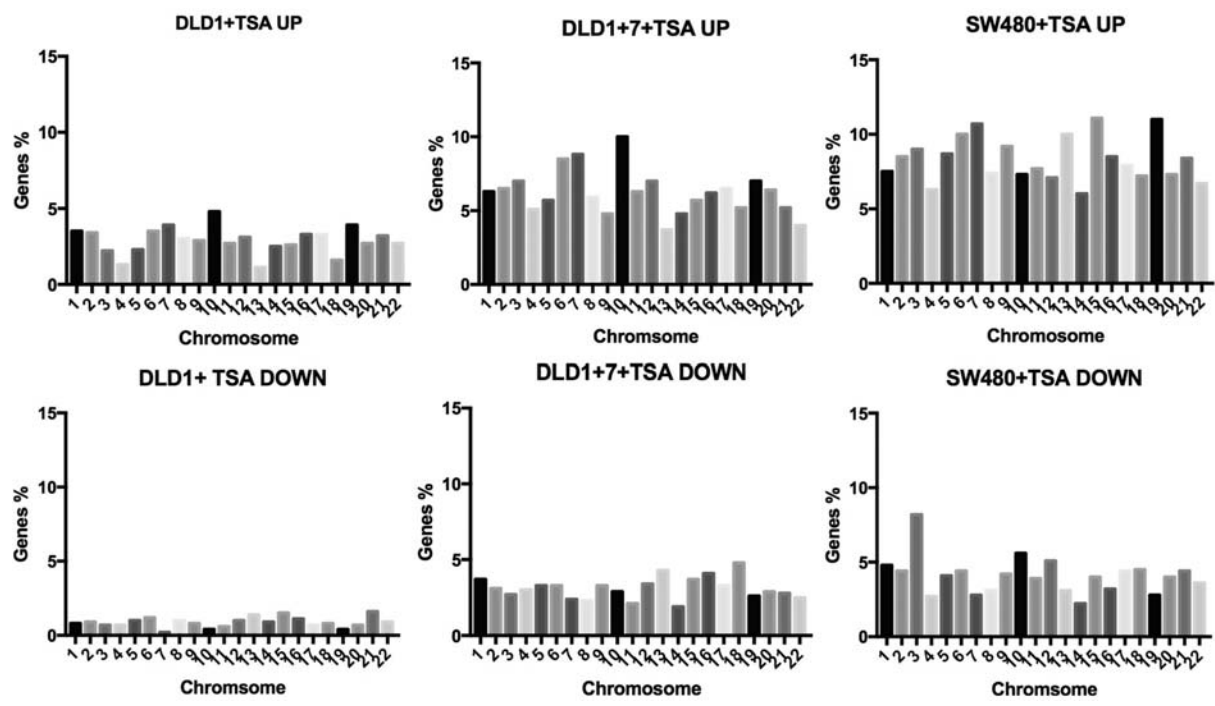 DLD1+TSA UP
15
10
5
0
Genes %
1 2 3 4 5 6 7 8 9 10 11 12 13 14 15 16 17 18 19 20 21 22
Chromosome
DLD1+7+TSA UP
15
10
5
0
Genes %
1 2 3 4 5 6 7 8 9 10 11 12 13 14 15 16 17 18 19 20 21 22
Chromosome
SW480+TSA UP
15
10
5
0
Genes %
1 2 3 4 5 6 7 8 9 10 11 12 13 14 15 16 17 18 19 20 21 22
Chromosome
DLD1+ TSA DOWN
15
10
5
0
Genes %
1 2 3 4 5 6 7 8 9 10 11 12 13 14 15 16 17 18 19 20 21 22
Chromsome
DLD1+7+TSA DOWN
15
10
5
0
Genes %
1 2 3 4 5 6 7 8 9 10 11 12 13 14 15 16 17 18 19 20 21 22
Chromsome
SW480+TSA DOWN
15
10
5
0
Genes %
1 2 3 4 5 6 7 8 9 10 11 12 13 14 15 16 17 18 19 20 21 22
Chromsome